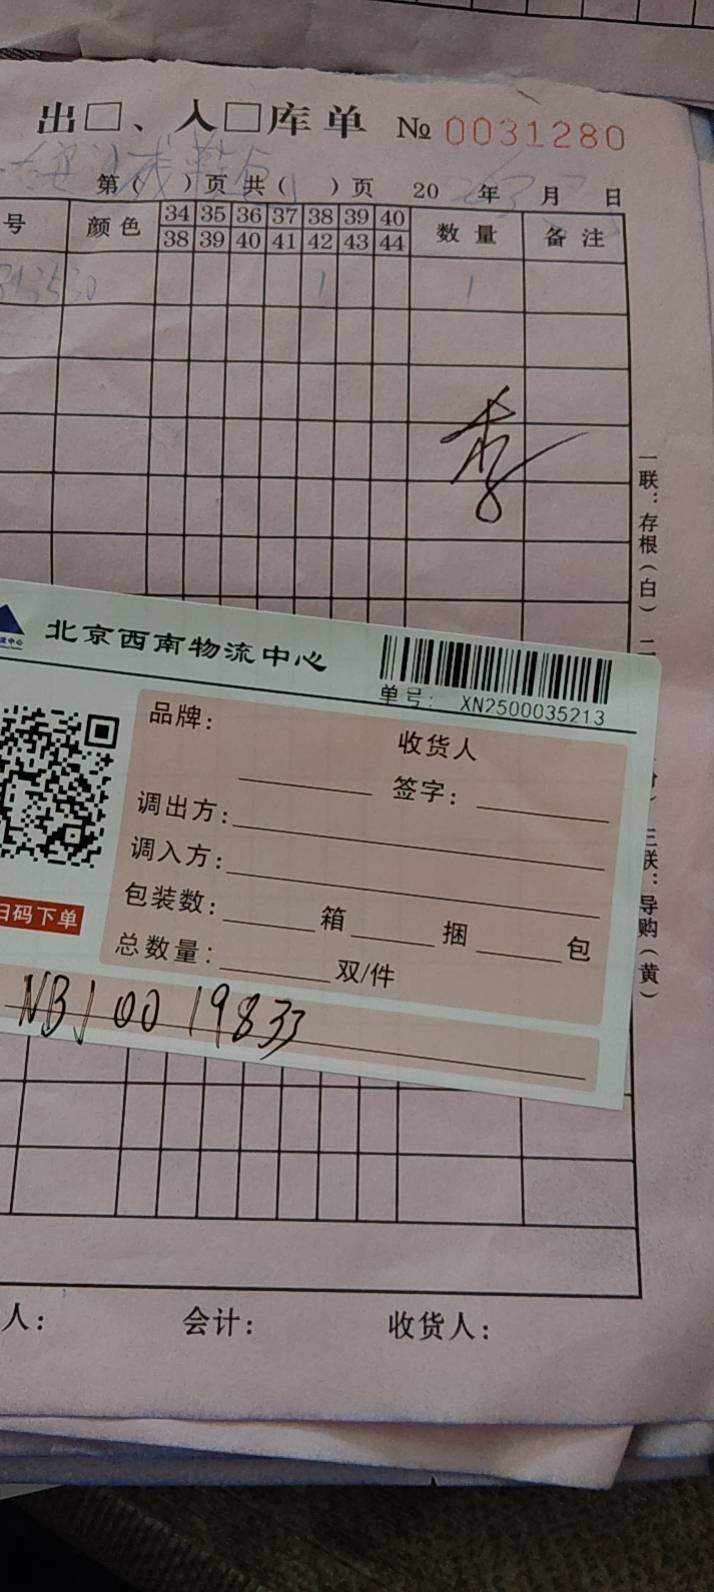 出□、入□库单 № 0031280
第( )页 共( )页 20 年 月 日
号 颜色 34 35 36 37 38 39 40 数量 备注
38 39 40 41 42 43 44
1 1
一联：存根(白) 二
三联：导购(黄)
北京西南物流中心
单号： XN2500035213
品牌：
收货人
签字：
调出方：
调入方：
包装数： 箱 捆 包
总数量： 双/件
扫码下单
NBJ0019833
人： 会计： 收货人：